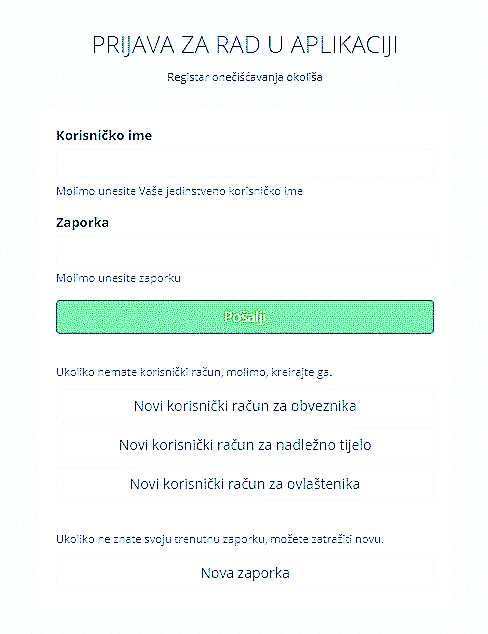 PRIJAVA ZA RAD U APLIKACIJI
Registar onečišćavanja okoliša
Korisničko ime
Molimo unesite Vaše jedinstveno korisničko ime
Zaporka
Molimo unesite zaporku
Pošalji
Ukoliko nemate korisnički račun, molimo, kreirajte ga.
Novi korisnički račun za obveznika
Novi korisnički račun za nadležno tijelo
Novi korisnički račun za ovlaštenika
Ukoliko ne znate svoju trenutnu zaporku, možete zatražiti novu.
Nova zaporka